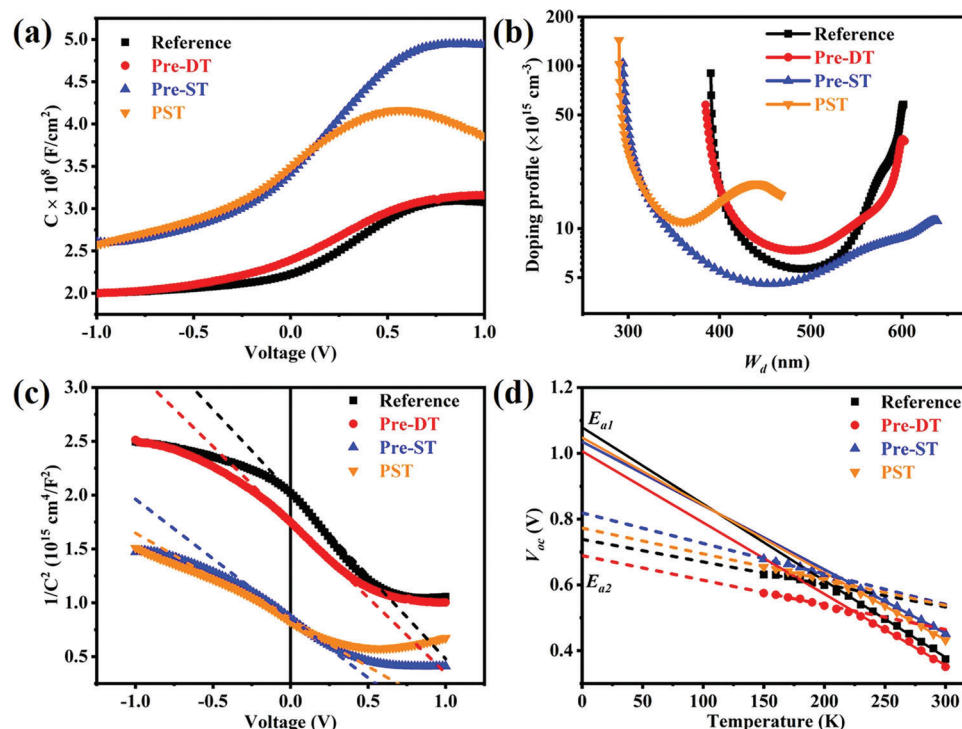 (a)
Reference
Pre-DT
Pre-ST
PST
5.0
4.5
4.0
3.5
3.0
2.5
2.0
C × 10⁸ (F/cm²)
-1.0 -0.5 0.0 0.5 1.0
Voltage (V)
(b)
Reference
Pre-DT
Pre-ST
PST
200
100
50
10
5
Doping profile (×10¹⁵ cm⁻³)
300 400 500 600
W_d (nm)
(c)
Reference
Pre-DT
Pre-ST
PST
3.0
2.5
2.0
1.5
1.0
0.5
1/C² (10¹⁵ cm⁴/F²)
-1.0 -0.5 0.0 0.5 1.0
Voltage (V)
(d)
Reference
Pre-DT
Pre-ST
PST
E_a1
E_a2
1.2
1.0
0.8
0.6
0.4
V_oc (V)
0 50 100 150 200 250 300
Temperature (K)